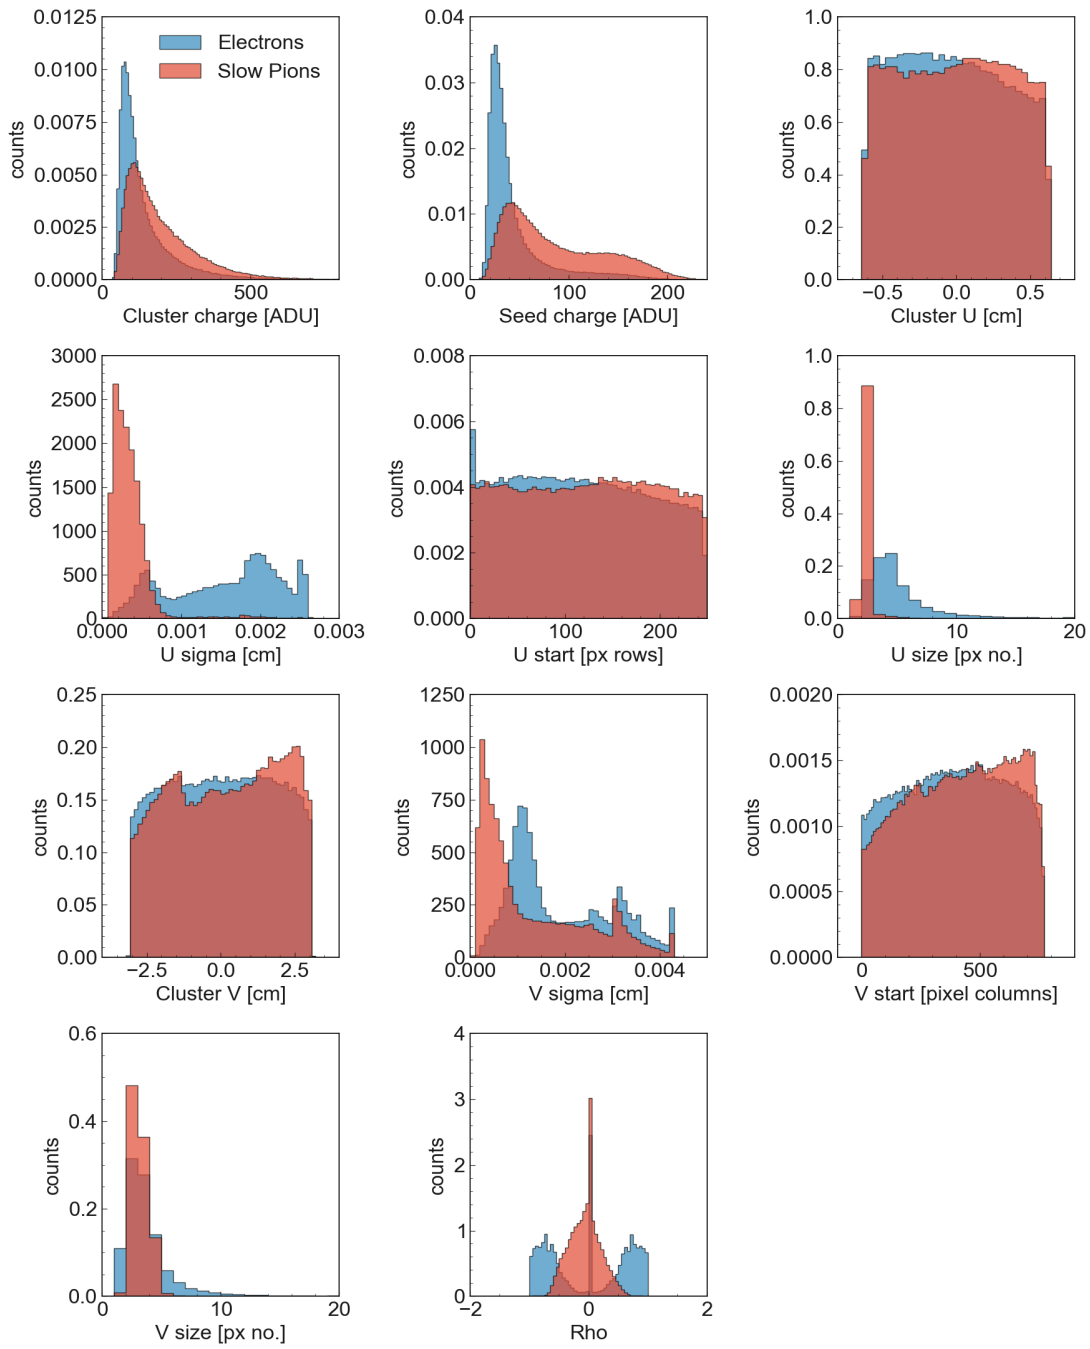 0.0125
0.0100
0.0075
0.0050
0.0025
0.0000
counts
Electrons
Slow Pions
0 500
Cluster charge [ADU]
0.04
0.03
0.02
0.01
0.00
counts
0 100 200
Seed charge [ADU]
1.0
0.8
0.6
0.4
0.2
0.0
counts
−0.5 0.0 0.5
Cluster U [cm]
3000
2500
2000
1500
1000
500
0
counts
0.000 0.001 0.002 0.003
U sigma [cm]
0.008
0.006
0.004
0.002
0.000
counts
0 100 200
U start [px rows]
1.0
0.8
0.6
0.4
0.2
0.0
counts
0 10 20
U size [px no.]
0.25
0.20
0.15
0.10
0.05
0.00
counts
−2.5 0.0 2.5
Cluster V [cm]
1250
1000
750
500
250
0
counts
0.000 0.002 0.004
V sigma [cm]
0.0020
0.0015
0.0010
0.0005
0.0000
counts
0 500
V start [pixel columns]
0.6
0.4
0.2
0.0
counts
0 10 20
V size [px no.]
4
3
2
1
0
counts
−2 0 2
Rho